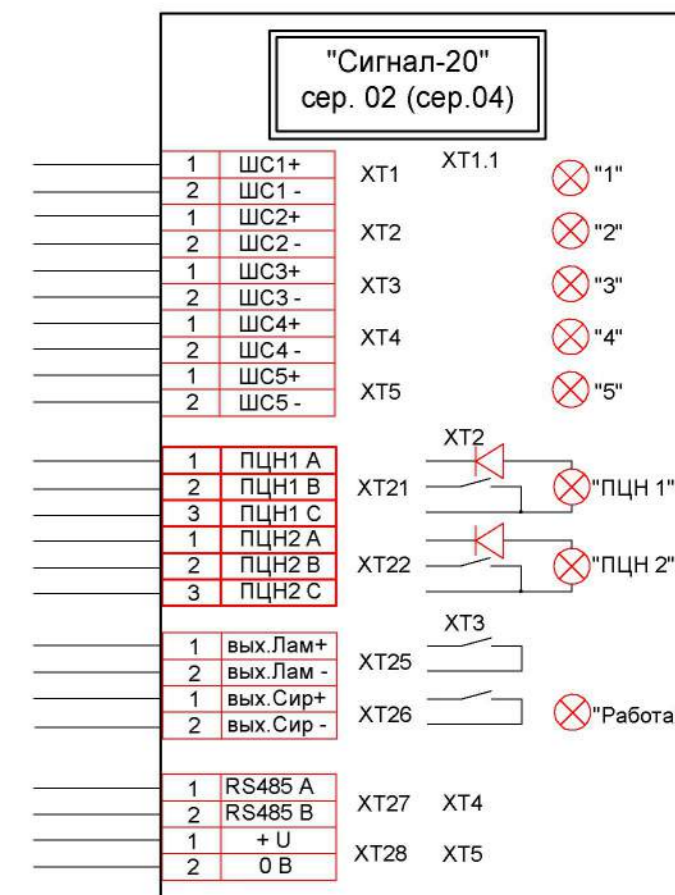 "Сигнал-20"
сер. 02 (сер.04)
1 ШС1+ XT1 XT1.1 "1"
2 ШС1 -
1 ШС2+ XT2 "2"
2 ШС2 -
1 ШС3+ XT3 "3"
2 ШС3 -
1 ШС4+ XT4 "4"
2 ШС4 -
1 ШС5+ XT5 "5"
2 ШС5 -
XT2
1 ПЦН1 А
2 ПЦН1 В XT21 "ПЦН 1"
3 ПЦН1 С
1 ПЦН2 А
2 ПЦН2 В XT22 "ПЦН 2"
3 ПЦН2 С
XT3
1 вых.Лам+ XT25
2 вых.Лам -
1 вых.Сир+ XT26 "Работа
2 вых.Сир -
1 RS485 A XT27 XT4
2 RS485 B
1 + U XT28 XT5
2 0 В